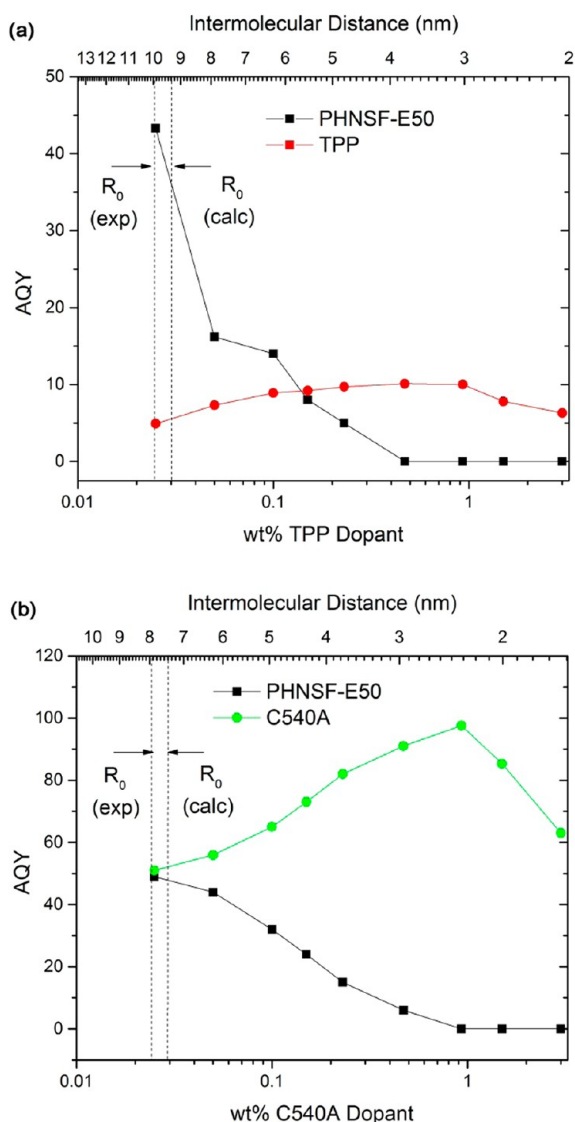 (a)
Intermolecular Distance (nm)
13 12 11 10 9 8 7 6 5 4 3 2
50
PHNSF-E50
TPP
40
R0 R0
(exp) (calc)
30
AQY
20
10
0
0.01 0.1 1
wt% TPP Dopant
(b)
Intermolecular Distance (nm)
10 9 8 7 6 5 4 3 2
120
PHNSF-E50
100
C540A
R0 R0
(exp) (calc)
80
60
AQY
40
20
0
0.01 0.1 1
wt% C540A Dopant